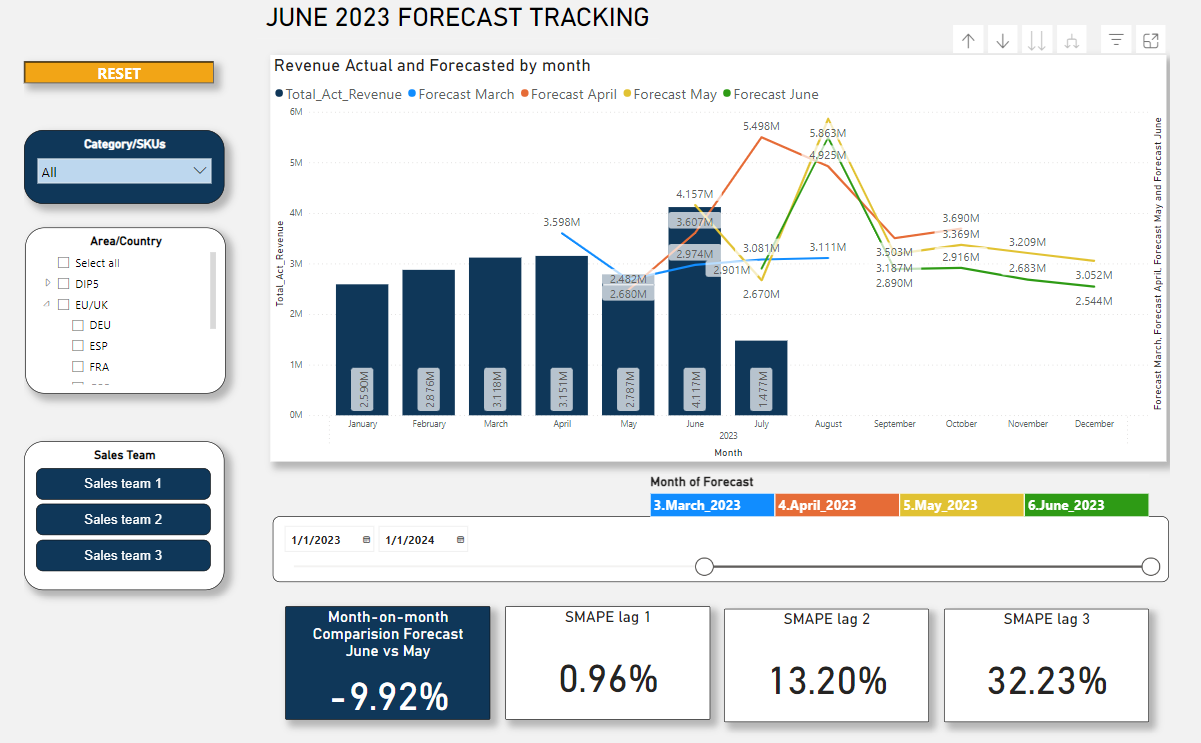 JUNE 2023 FORECAST TRACKING
RESET
Category/SKUs
All
Area/Country
Select all
DIP5
EU/UK
DEU
ESP
FRA
Sales Team
Sales team 1
Sales team 2
Sales team 3
Revenue Actual and Forecasted by month
Total_Act_Revenue Forecast March Forecast April Forecast May Forecast June
Total_Act_Revenue
6M
5M
4M
3M
2M
1M
0M
5.498M
5.863M
4.925M
4.157M
3.598M
3.607M
3.690M
3.369M
3.081M
3.111M
3.209M
2.974M
3.503M
2.916M
2.901M
3.187M
2.683M
3.052M
2.482M
2.680M
2.670M
2.890M
2.544M
2.590M
2.876M
3.118M
3.151M
2.787M
4.117M
1.477M
January February March April May June July August September October November December
2023
Month
Forecast March, Forecast April, Forecast May and Forecast June
Month of Forecast
3.March_2023 4.April_2023 5.May_2023 6.June_2023
1/1/2023 1/1/2024
Month-on-month
Comparision Forecast
June vs May
-9.92%
SMAPE lag 1
0.96%
SMAPE lag 2
13.20%
SMAPE lag 3
32.23%